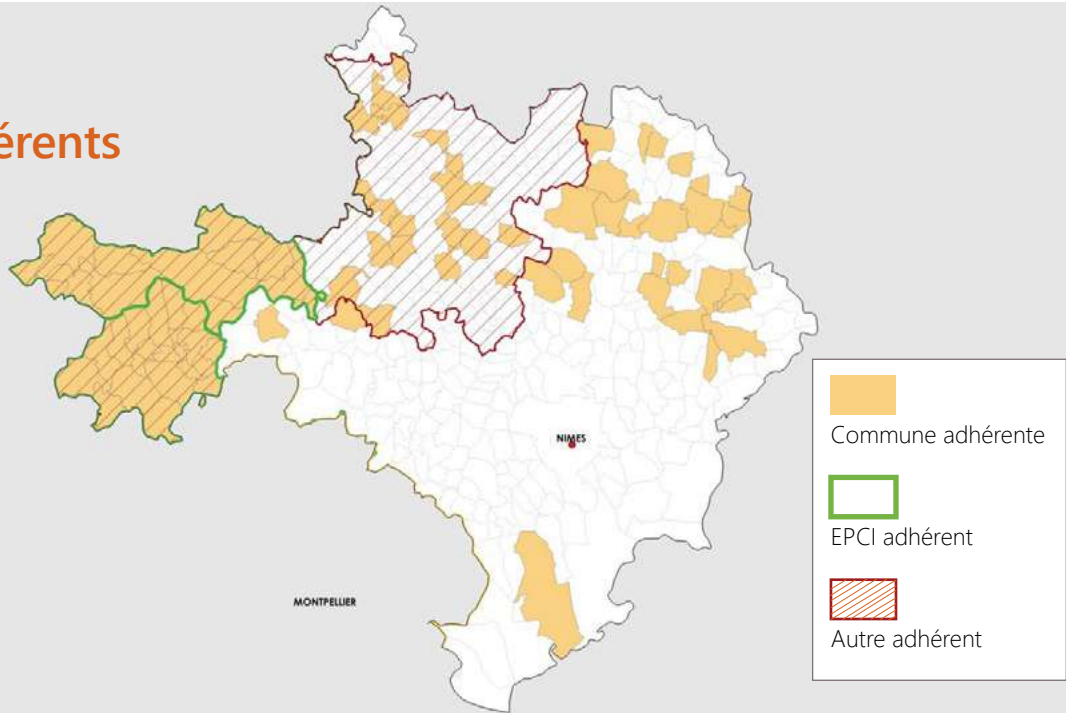 érents
NIMES
MONTPELLIER
Commune adhérente
EPCI adhérent
Autre adhérent